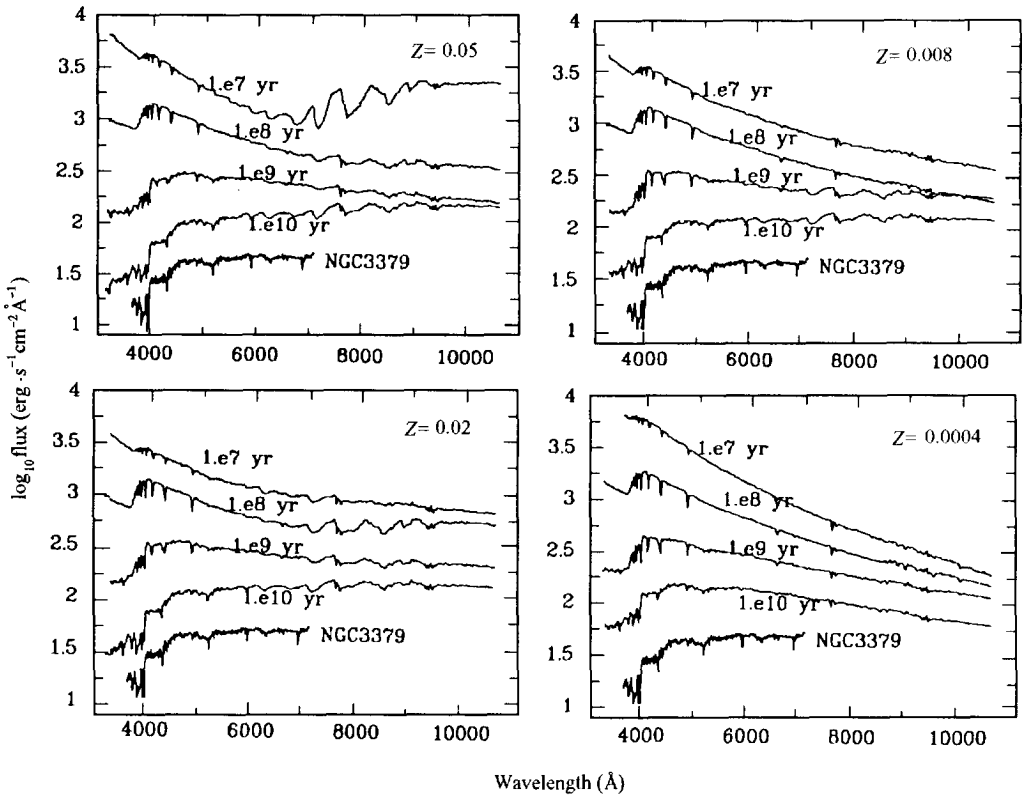 4
3.5
3
2.5
2
1.5
1
Z= 0.05
1.e7 yr
1.e8 yr
1.e9 yr
1.e10 yr
NGC3379
4000 6000 8000 10000
4
3.5
3
2.5
2
1.5
1
Z= 0.008
1.e7 yr
1.e8 yr
1.e9 yr
1.e10 yr
NGC3379
4000 6000 8000 10000
log₁₀ flux (erg·s⁻¹cm⁻²Å⁻¹)
4
3.5
3
2.5
2
1.5
1
Z= 0.02
1.e7 yr
1.e8 yr
1.e9 yr
1.e10 yr
NGC3379
4000 6000 8000 10000
4
3.5
3
2.5
2
1.5
1
Z= 0.0004
1.e7 yr
1.e8 yr
1.e9 yr
1.e10 yr
NGC3379
4000 6000 8000 10000
Wavelength (Å)